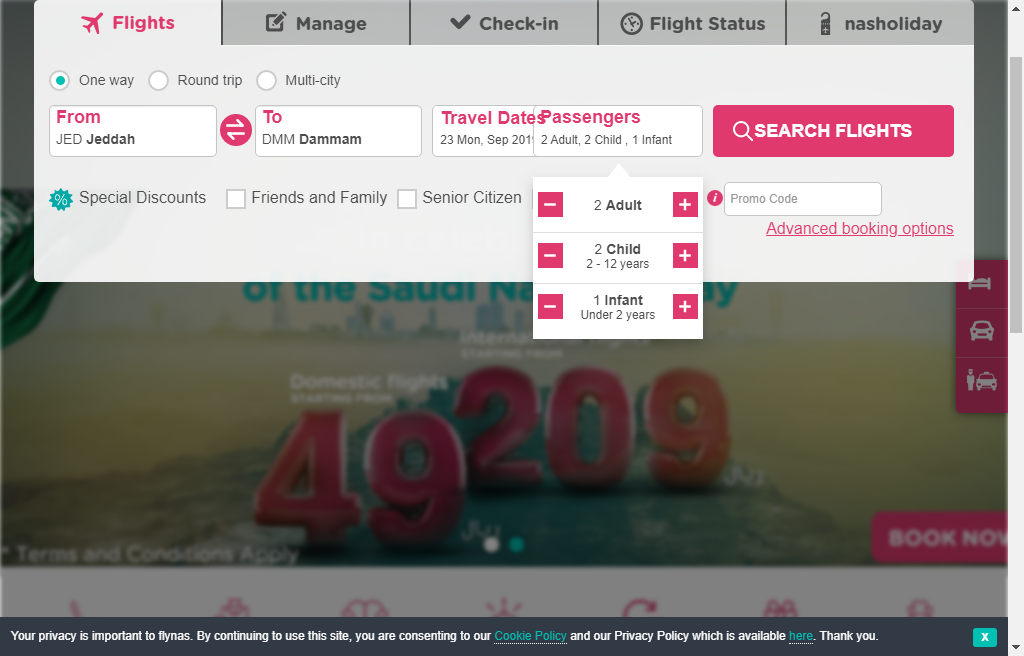 Flights
Manage
Check-in
Flight Status
nasholiday
One way
Round trip
Multi-city
From
JED Jeddah
To
DMM Dammam
Travel Dates
23 Mon, Sep 201
Passengers
2 Adult, 2 Child , 1 Infant
SEARCH FLIGHTS
% Special Discounts
Friends and Family
Senior Citizen
i
Promo Code
Advanced booking options
2 Adult
2 Child
2 - 12 years
1 Infant
Under 2 years
of the Saudi Na
International flights
STARTING FROM
Domestic flights
STARTING FROM
49
209
ريال
ريال
BOOK NOW
* Terms and Conditions Apply
Your privacy is important to flynas. By continuing to use this site, you are consenting to our Cookie Policy and our Privacy Policy which is available here. Thank you.
X